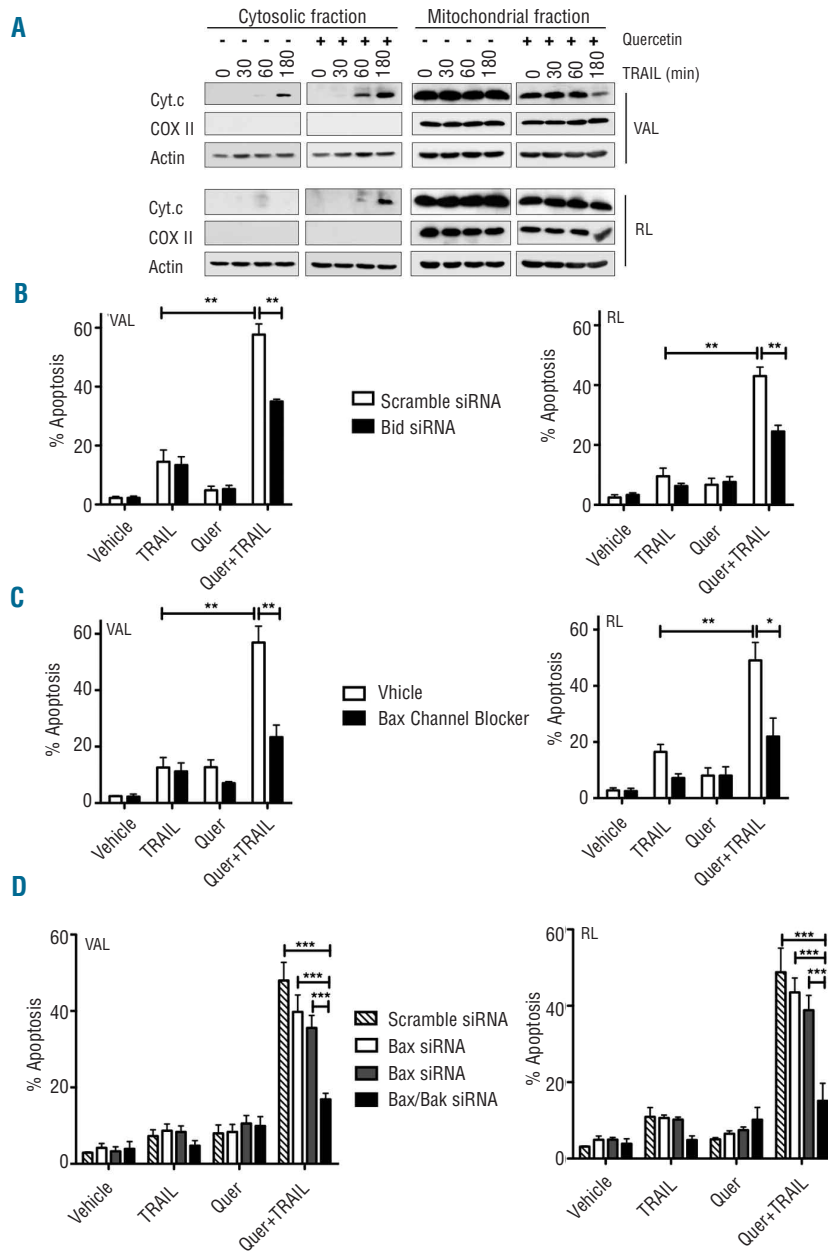 A
Cytosolic fraction Mitochondrial fraction
- - - - + + + + - - - - + + + + Quercetin
0 30 60 180 0 30 60 180 0 30 60 180 0 30 60 180 TRAIL (min)
Cyt.c
COX II
Actin
VAL
Cyt.c
COX II
Actin
RL
B
VAL
% Apoptosis
60
40
20
0
** **
Vehicle TRAIL Quer Quer+TRAIL
Scramble siRNA
Bid siRNA
RL
% Apoptosis
60
40
20
0
** **
Vehicle TRAIL Quer Quer+TRAIL
C
VAL
% Apoptosis
60
40
20
0
** **
Vehicle TRAIL Quer Quer+TRAIL
Vhicle
Bax Channel Blocker
RL
% Apoptosis
60
40
20
0
** *
Vehicle TRAIL Quer Quer+TRAIL
D
VAL
% Apoptosis
60
40
20
0
***
***
***
Vehicle TRAIL Quer Quer+TRAIL
Scramble siRNA
Bax siRNA
Bax siRNA
Bax/Bak siRNA
RL
% Apoptosis
60
40
20
0
***
***
***
Vehicle TRAIL Quer Quer+TRAIL